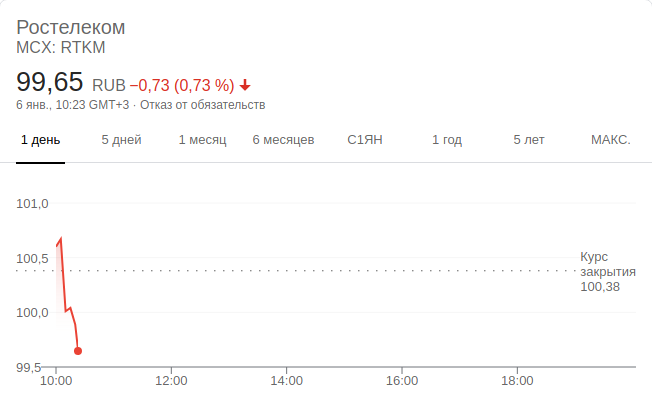 Ростелеком
MCX: RTKM
99,65 RUB −0,73 (0,73 %)
6 янв., 10:23 GMT+3 · Отказ от обязательств
1 день 5 дней 1 месяц 6 месяцев С1ЯН 1 год 5 лет МАКС.
101,0
100,5
Курс
закрытия
100,38
100,0
99,5
10:00 12:00 14:00 16:00 18:00